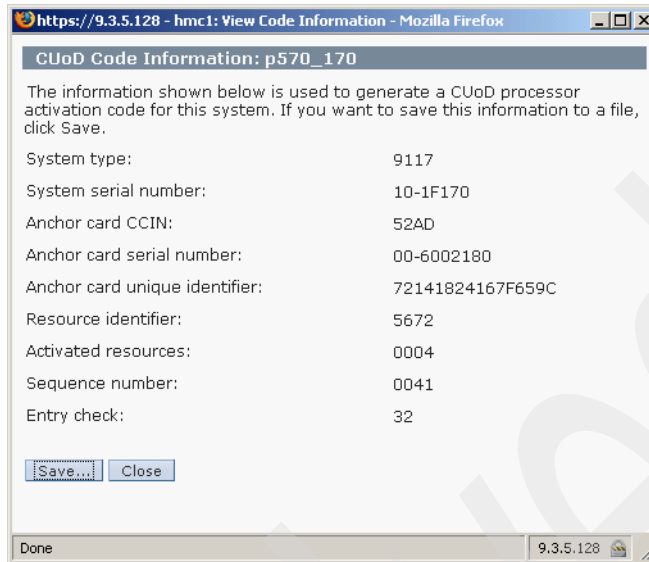 https://9.3.5.128 - hmc1: View Code Information - Mozilla Firefox
CUoD Code Information: p570_170
The information shown below is used to generate a CUoD processor
activation code for this system. If you want to save this information to a file,
click Save.
System type: 9117
System serial number: 10-1F170
Anchor card CCIN: 52AD
Anchor card serial number: 00-6002180
Anchor card unique identifier: 72141824167F659C
Resource identifier: 5672
Activated resources: 0004
Sequence number: 0041
Entry check: 32
Save... Close
Done 9.3.5.128